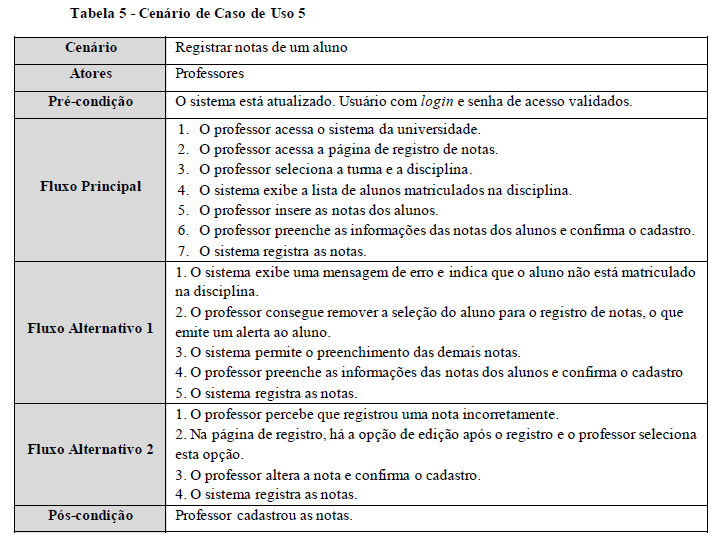 Tabela 5 - Cenário de Caso de Uso 5
Cenário
Registrar notas de um aluno
Atores
Professores
Pré-condição
O sistema está atualizado. Usuário com login e senha de acesso validados.
Fluxo Principal
1. O professor acessa o sistema da universidade.
2. O professor acessa a página de registro de notas.
3. O professor seleciona a turma e a disciplina.
4. O sistema exibe a lista de alunos matriculados na disciplina.
5. O professor insere as notas dos alunos.
6. O professor preenche as informações das notas dos alunos e confirma o cadastro.
7. O sistema registra as notas.
Fluxo Alternativo 1
1. O sistema exibe uma mensagem de erro e indica que o aluno não está matriculado
na disciplina.
2. O professor consegue remover a seleção do aluno para o registro de notas, o que
emite um alerta ao aluno.
3. O sistema permite o preenchimento das demais notas.
4. O professor preenche as informações das notas dos alunos e confirma o cadastro
5. O sistema registra as notas.
Fluxo Alternativo 2
1. O professor percebe que registrou uma nota incorretamente.
2. Na página de registro, há a opção de edição após o registro e o professor seleciona
esta opção.
3. O professor altera a nota e confirma o cadastro.
4. O sistema registra as notas.
Pós-condição
Professor cadastrou as notas.